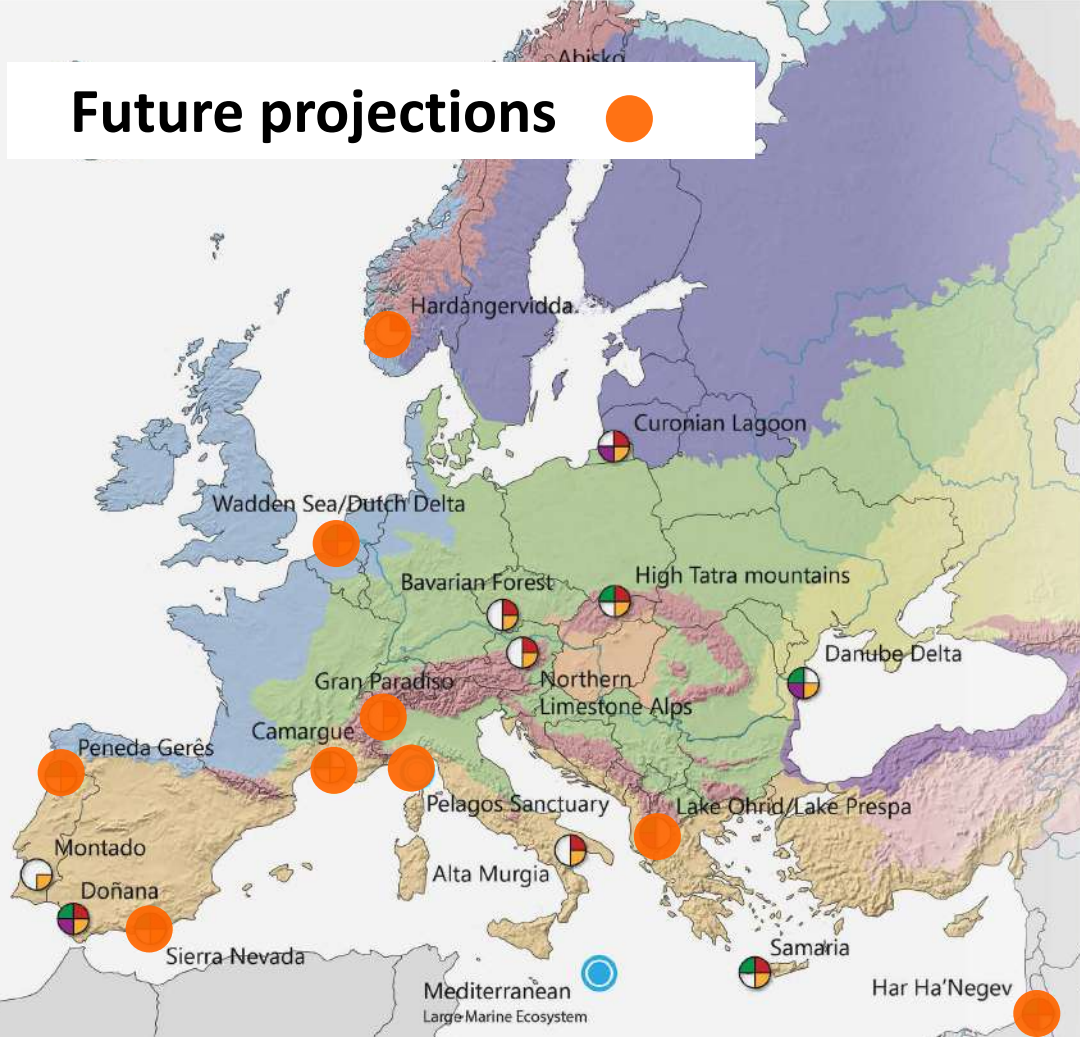 Abisko
Future projections
Hardangervidda
Curonian Lagoon
Wadden Sea/Dutch Delta
Bavarian Forest
High Tatra mountains
Danube Delta
Gran Paradiso
Northern
Limestone Alps
Camargue
Peneda Gerês
Pelagos Sanctuary
Lake Ohrid/Lake Prespa
Montado
Alta Murgia
Doñana
Sierra Nevada
Samaria
Mediterranean
Large Marine Ecosystem
Har Ha'Negev